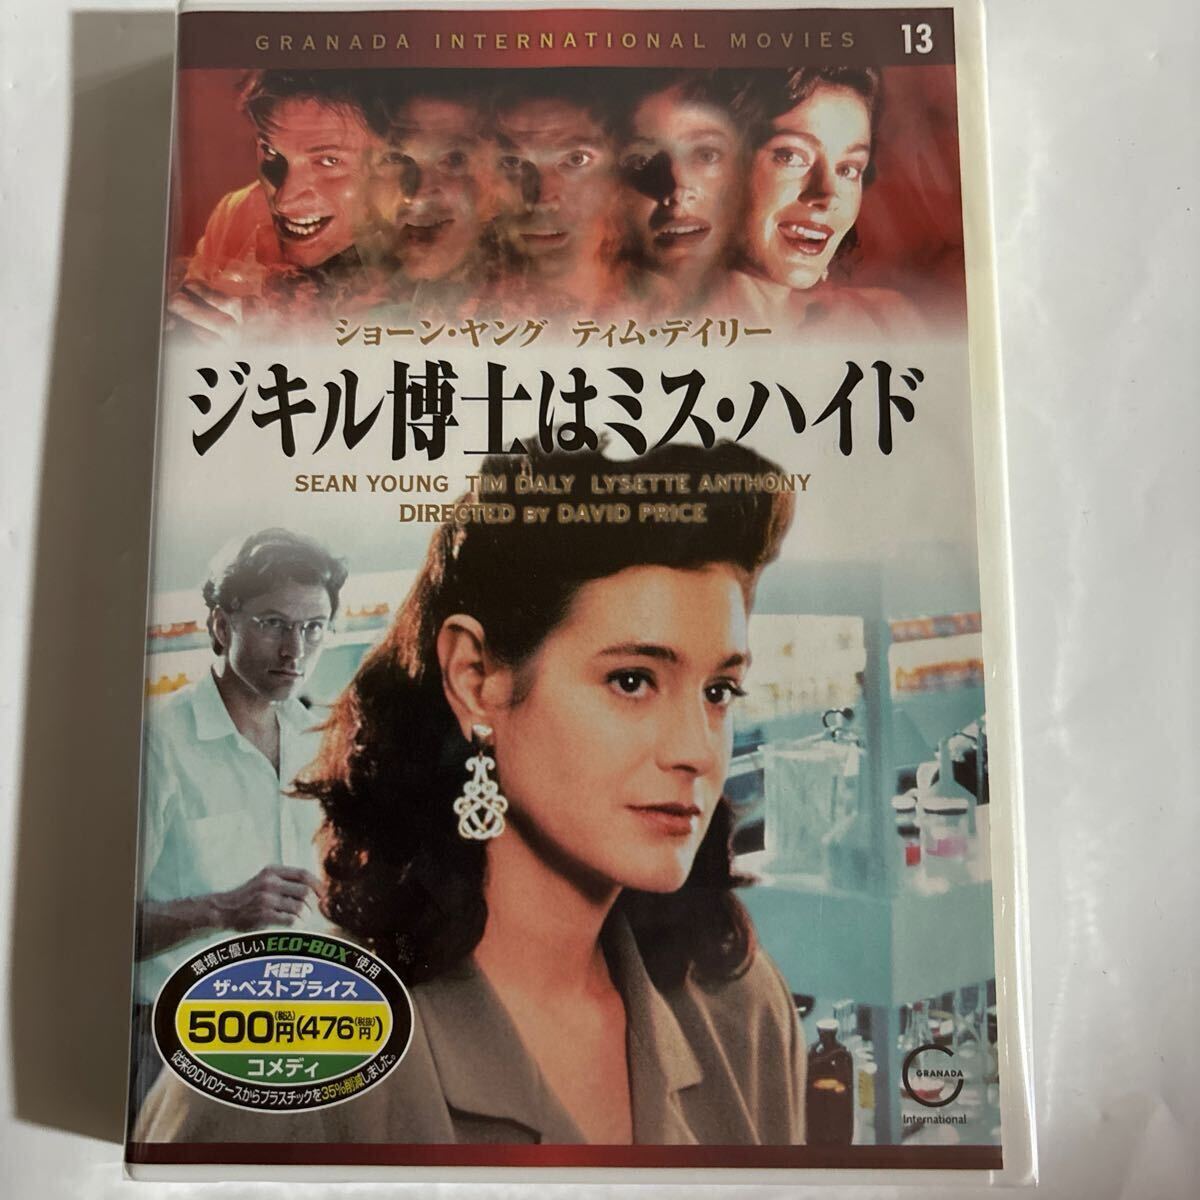 GRANADA INTERNATIONAL MOVIES 13
ショーン・ヤング ティム・デイリー
ジキル博士はミス・ハイド
SEAN YOUNG TIM DALY LYSETTE ANTHONY
DIRECTED BY DAVID PRICE
環境に優しいECO-BOX™使用
KEEP
ザ・ベストプライス
500円(税込)(476円(税抜))
コメディ
従来のDVDケースからプラスチックを35%削減しました。
GRANADA
International